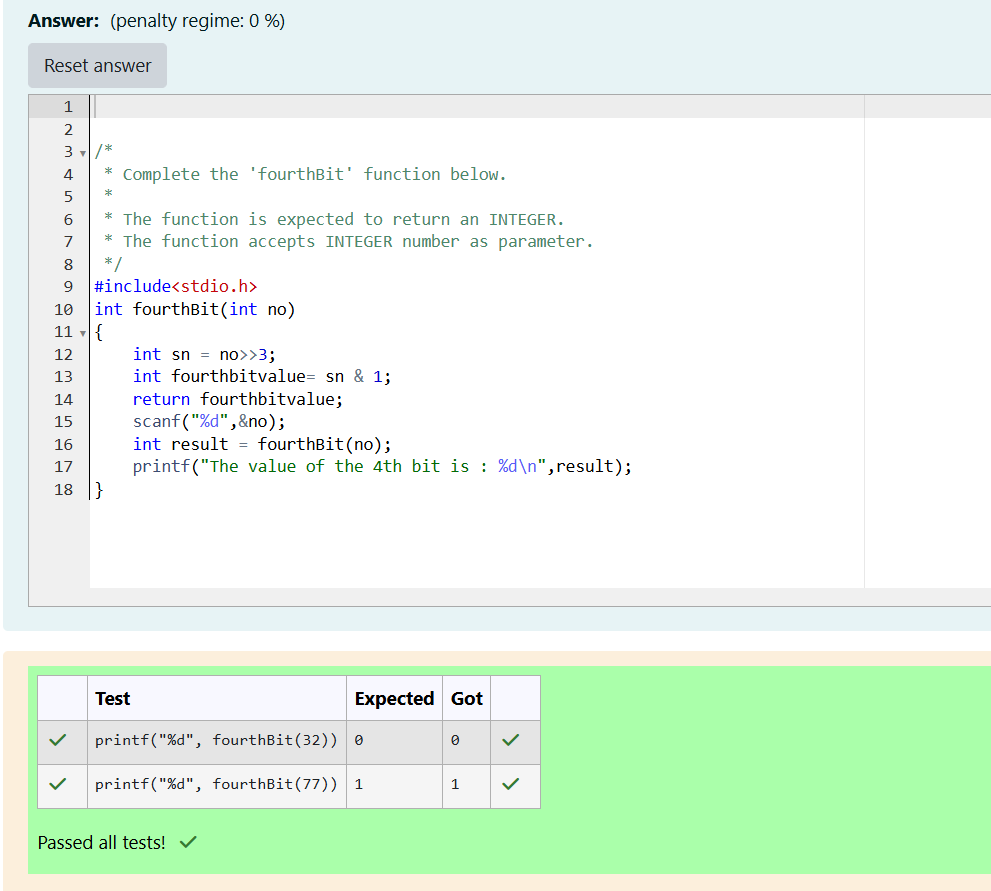 Answer: (penalty regime: 0 %)
Reset answer
1
2
3 /*
4  * Complete the 'fourthBit' function below.
5  *
6  * The function is expected to return an INTEGER.
7  * The function accepts INTEGER number as parameter.
8  */
9 #include<stdio.h>
10 int fourthBit(int no)
11 {
12     int sn = no>>3;
13     int fourthbitvalue= sn & 1;
14     return fourthbitvalue;
15     scanf("%d",&no);
16     int result = fourthBit(no);
17     printf("The value of the 4th bit is : %d\n",result);
18 }
Test Expected Got
printf("%d", fourthBit(32)) 0 0
printf("%d", fourthBit(77)) 1 1
Passed all tests!